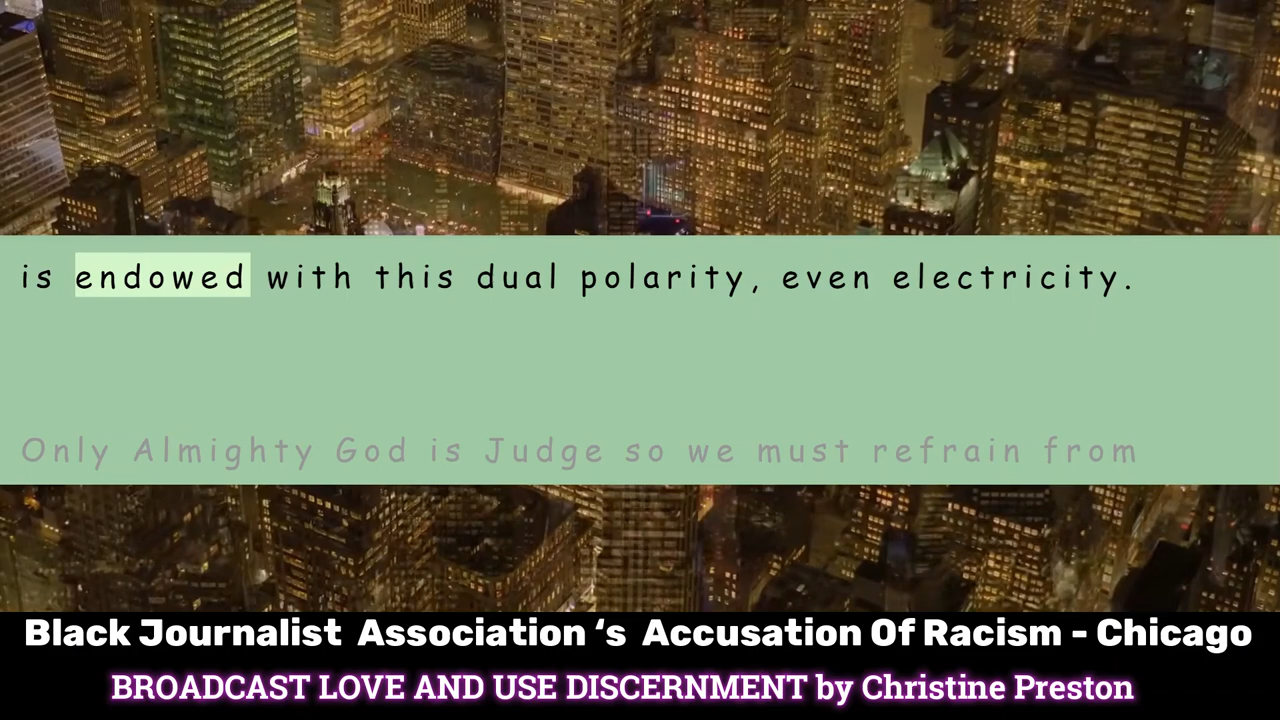 is endowed with this dual polarity, even electricity.
Only Almighty God is Judge so we must refrain from
Black Journalist Association ‘s Accusation Of Racism - Chicago
BROADCAST LOVE AND USE DISCERNMENT by Christine Preston